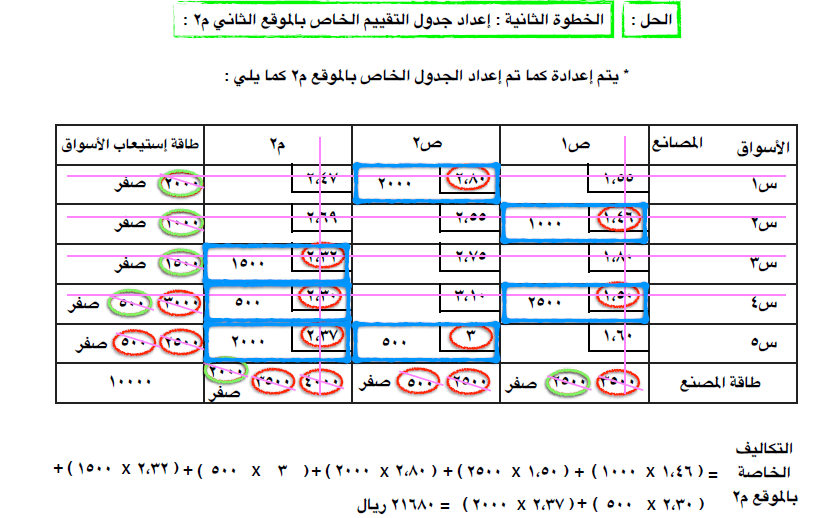 الحل : الخطوة الثانية : إعداد جدول التقييم الخاص بالموقع الثاني م٢ :
* يتم إعدادة كما تم إعداد الجدول الخاص بالموقع م٢ كما يلي :
الأسواق المصانع ص١ ص٢ م٢ طاقة إستيعاب الأسواق
س١ ١,٥٥ ٢,٨٠ ٢٠٠٠ ٢,٤٧ ٢٠٠٠ صفر
س٢ ١,٤٦ ١٠٠٠ ٢,٥٥ ٢,٦٩ ١٠٠٠ صفر
س٣ ١,٨٠ ٢,٧٥ ٢,٣٢ ١٥٠٠ ١٥٠٠ صفر
س٤ ١,٥٠ ٢٥٠٠ ٣,١٠ ٢,٣٠ ٥٠٠ ٣٠٠٠ ٥٠٠ صفر
س٥ ١,٦٠ ٣ ٥٠٠ ٢,٣٧ ٢٠٠٠ ٢٥٠٠ ٥٠٠ صفر
طاقة المصنع ٣٥٠٠ ٢٥٠٠ صفر ٢٥٠٠ ٥٠٠ صفر ٤٠٠٠ ٣٥٠٠ ٢٠٠٠ صفر ١٠٠٠٠
التكاليف
الخاصة = ( ١,٤٦ X ١٠٠٠ ) + ( ١,٥٠ X ٢٥٠٠ ) + ( ٢,٨٠ X ٢٠٠٠ ) + ( ٣ X ٥٠٠ ) + ( ٢,٣٢ X ١٥٠٠ ) +
بالموقع م٢ ( ٢,٣٠ X ٥٠٠ ) + ( ٢,٣٧ X ٢٠٠٠ ) = ٢١٦٨٠ ريال